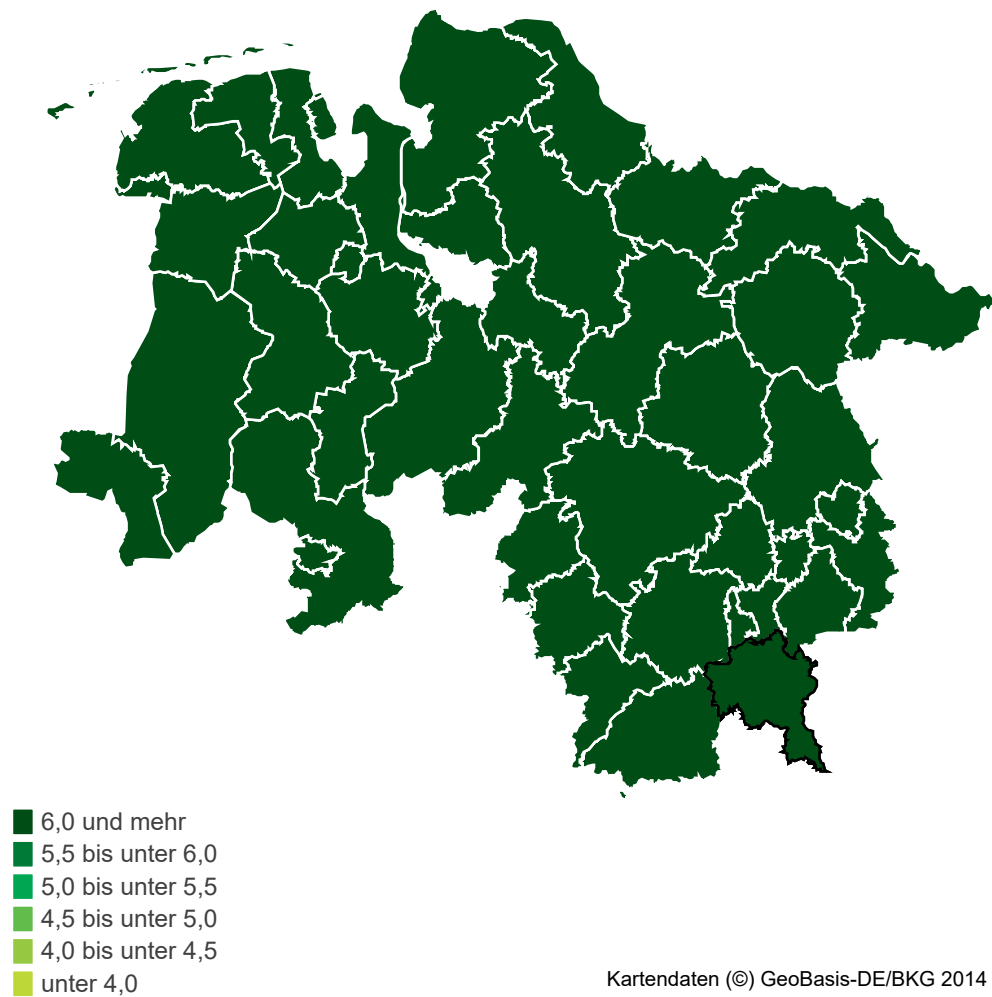 6,0 und mehr
5,5 bis unter 6,0
5,0 bis unter 5,5
4,5 bis unter 5,0
4,0 bis unter 4,5
unter 4,0
Kartendaten (©) GeoBasis-DE/BKG 2014